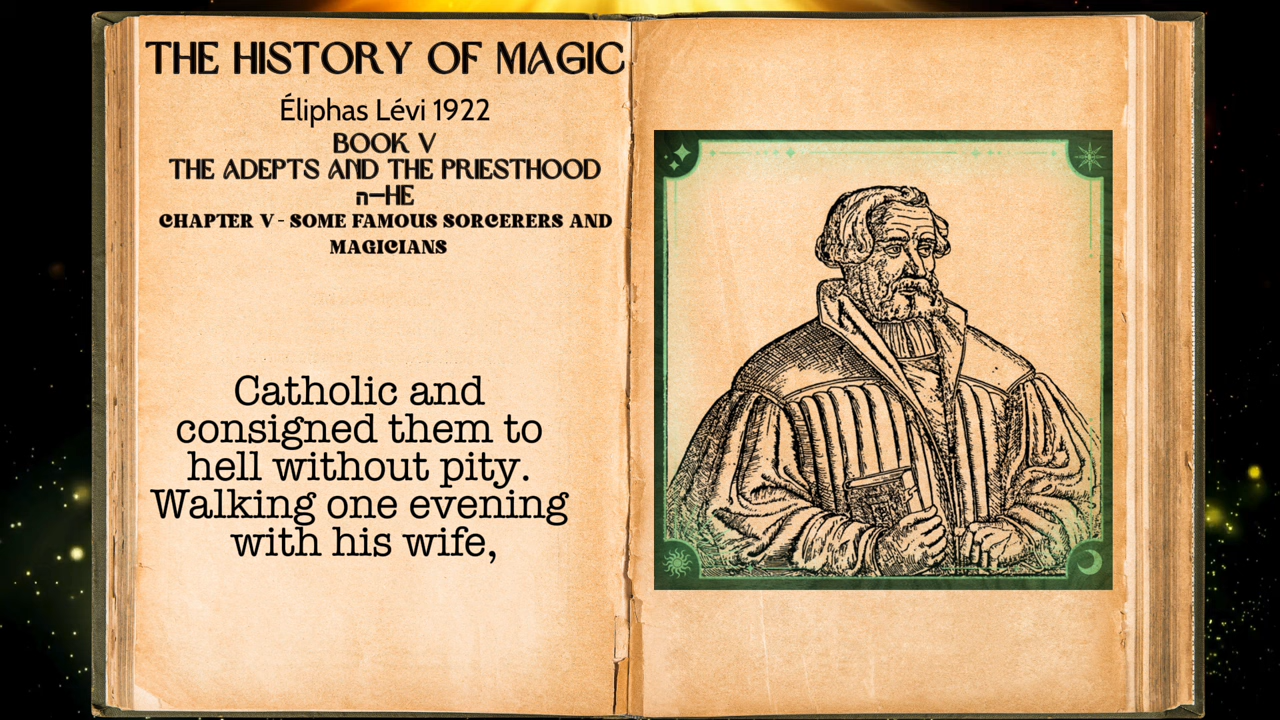 THE HISTORY OF MAGIC
Éliphas Lévi 1922
BOOK V
THE ADEPTS AND THE PRIESTHOOD
ח—HE
CHAPTER V - SOME FAMOUS SORCERERS AND
MAGICIANS
Catholic and
consigned them to
hell without pity.
Walking one evening
with his wife,